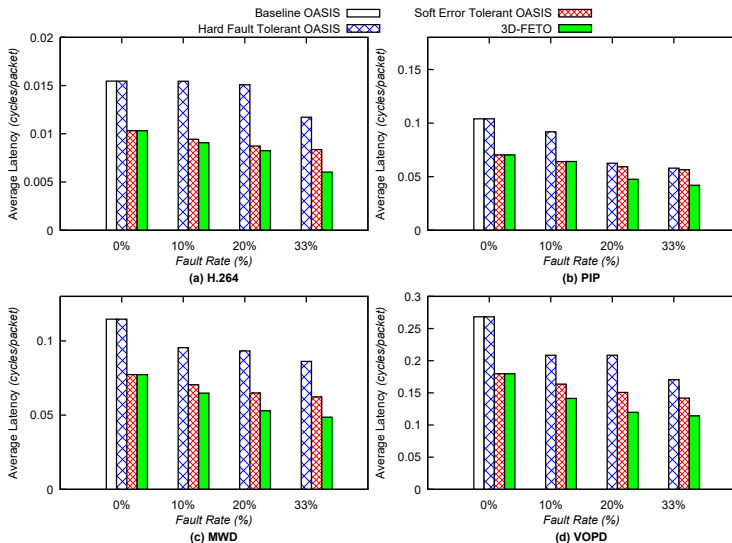 Baseline OASIS
Hard Fault Tolerant OASIS
Soft Error Tolerant OASIS
3D-FETO
Average Latency (cycles/packet)
0.02
0.015
0.01
0.005
0
0% 10% 20% 33%
Fault Rate (%)
(a) H.264
Average Latency (cycles/packet)
0.15
0.1
0.05
0
0% 10% 20% 33%
Fault Rate (%)
(b) PIP
Average Latency (cycles/packet)
0.1
0.05
0
0% 10% 20% 33%
Fault Rate (%)
(c) MWD
Average Latency (cycles/packet)
0.3
0.25
0.2
0.15
0.1
0.05
0
0% 10% 20% 33%
Fault Rate (%)
(d) VOPD